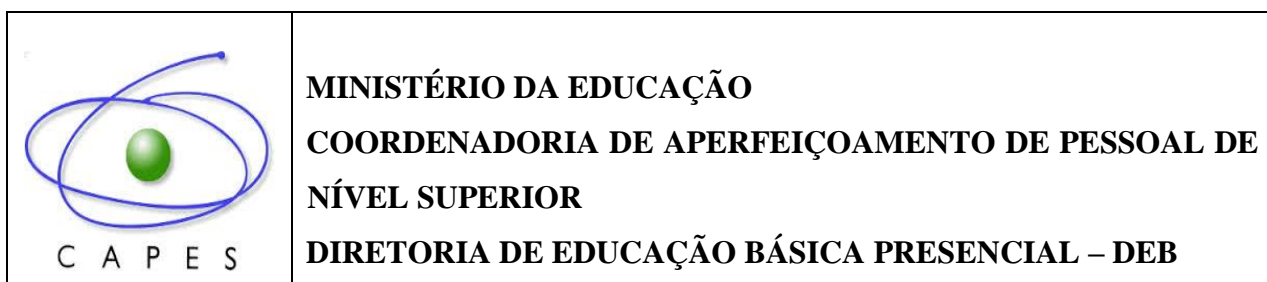 MINISTÉRIO DA EDUCAÇÃO
COORDENADORIA DE APERFEIÇOAMENTO DE PESSOAL DE
NÍVEL SUPERIOR
DIRETORIA DE EDUCAÇÃO BÁSICA PRESENCIAL – DEB
C A P E S